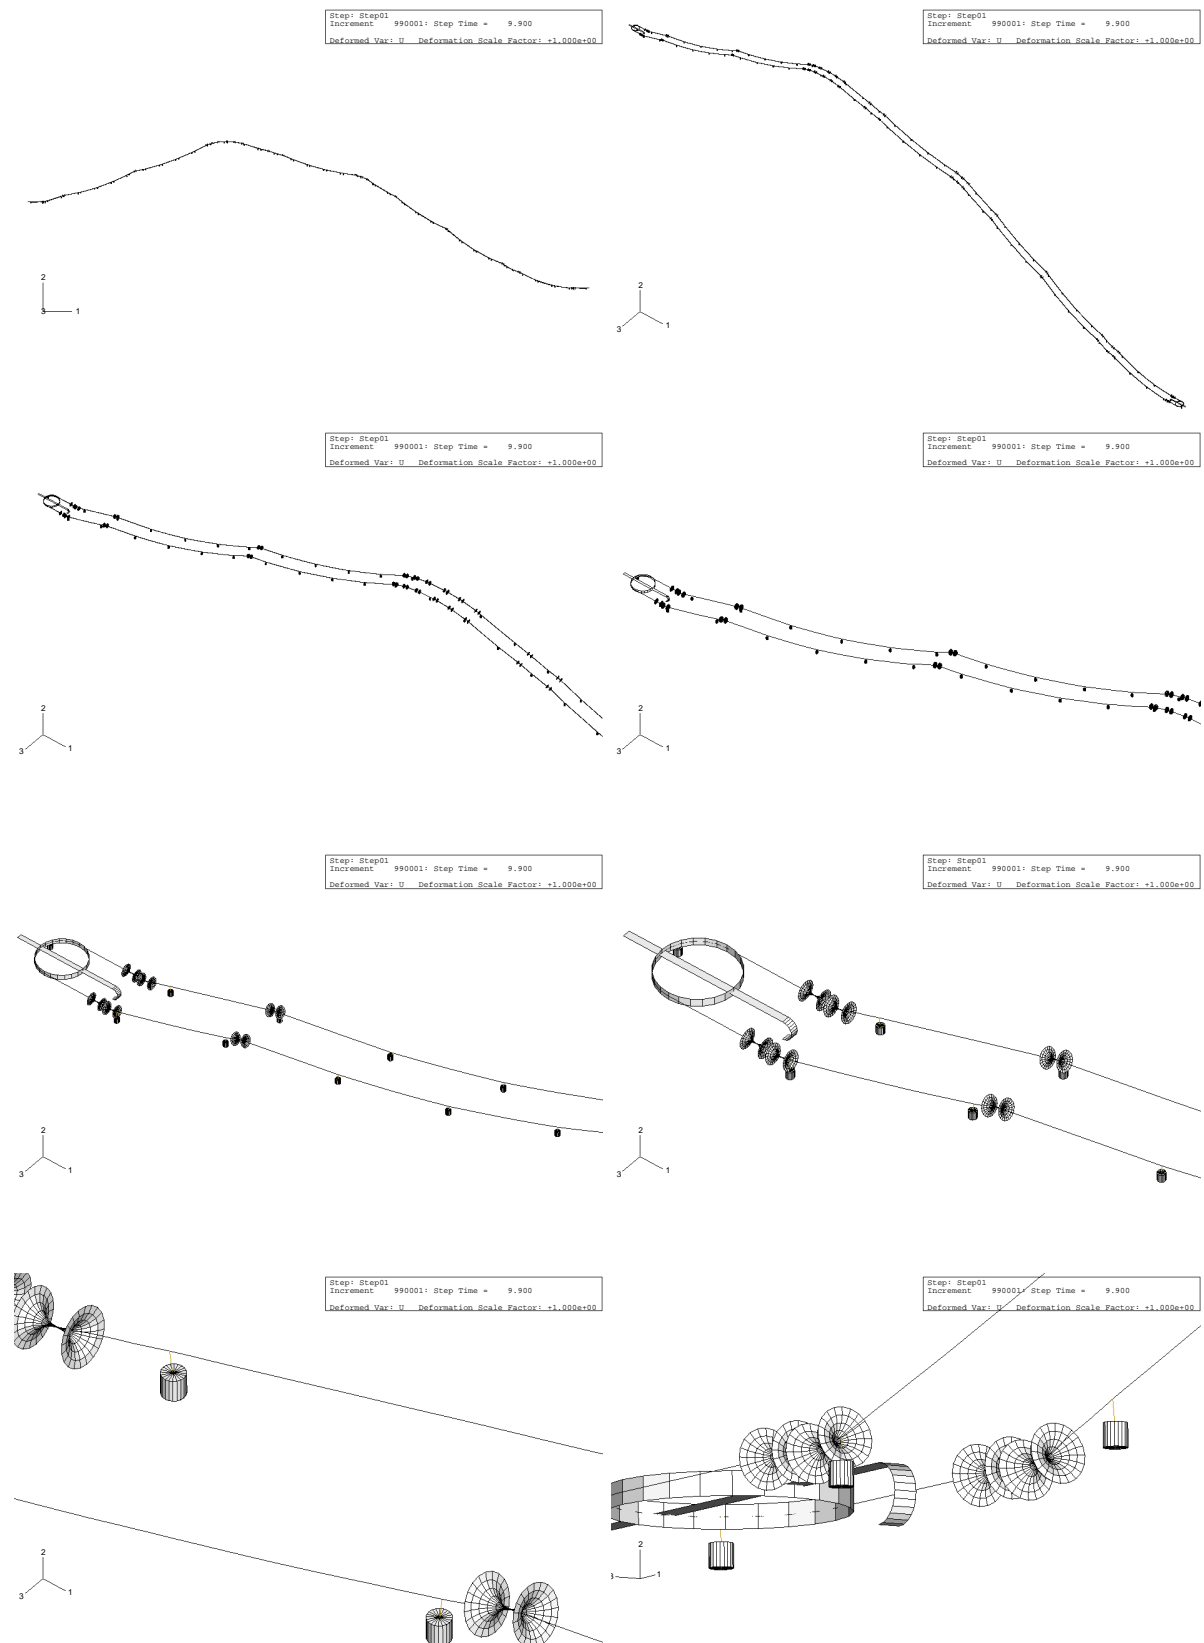 Step: Step01
Increment 990001: Step Time = 9.900
Deformed Var: U Deformation Scale Factor: +1.000e+00
2
3 1
Step: Step01
Increment 990001: Step Time = 9.900
Deformed Var: U Deformation Scale Factor: +1.000e+00
2
3 1
Step: Step01
Increment 990001: Step Time = 9.900
Deformed Var: U Deformation Scale Factor: +1.000e+00
2
3 1
Step: Step01
Increment 990001: Step Time = 9.900
Deformed Var: U Deformation Scale Factor: +1.000e+00
2
3 1
Step: Step01
Increment 990001: Step Time = 9.900
Deformed Var: U Deformation Scale Factor: +1.000e+00
2
3 1
Step: Step01
Increment 990001: Step Time = 9.900
Deformed Var: U Deformation Scale Factor: +1.000e+00
2
3 1
Step: Step01
Increment 990001: Step Time = 9.900
Deformed Var: U Deformation Scale Factor: +1.000e+00
2
3 1
Step: Step01
Increment 990001: Step Time = 9.900
Deformed Var: U Deformation Scale Factor: +1.000e+00
2
3 1